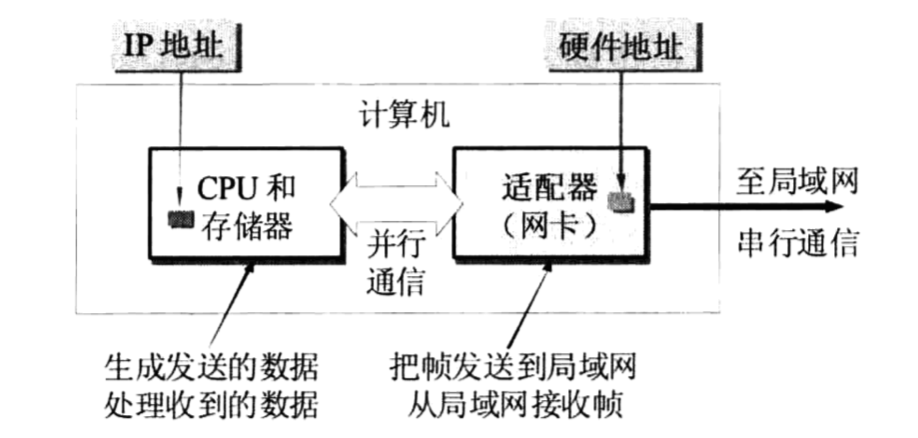 IP 地址
硬件地址
计算机
CPU 和
存储器
并行
通信
适配器
（网卡）
至局域网
串行通信
生成发送的数据
处理收到的数据
把帧发送到局域网
从局域网接收帧